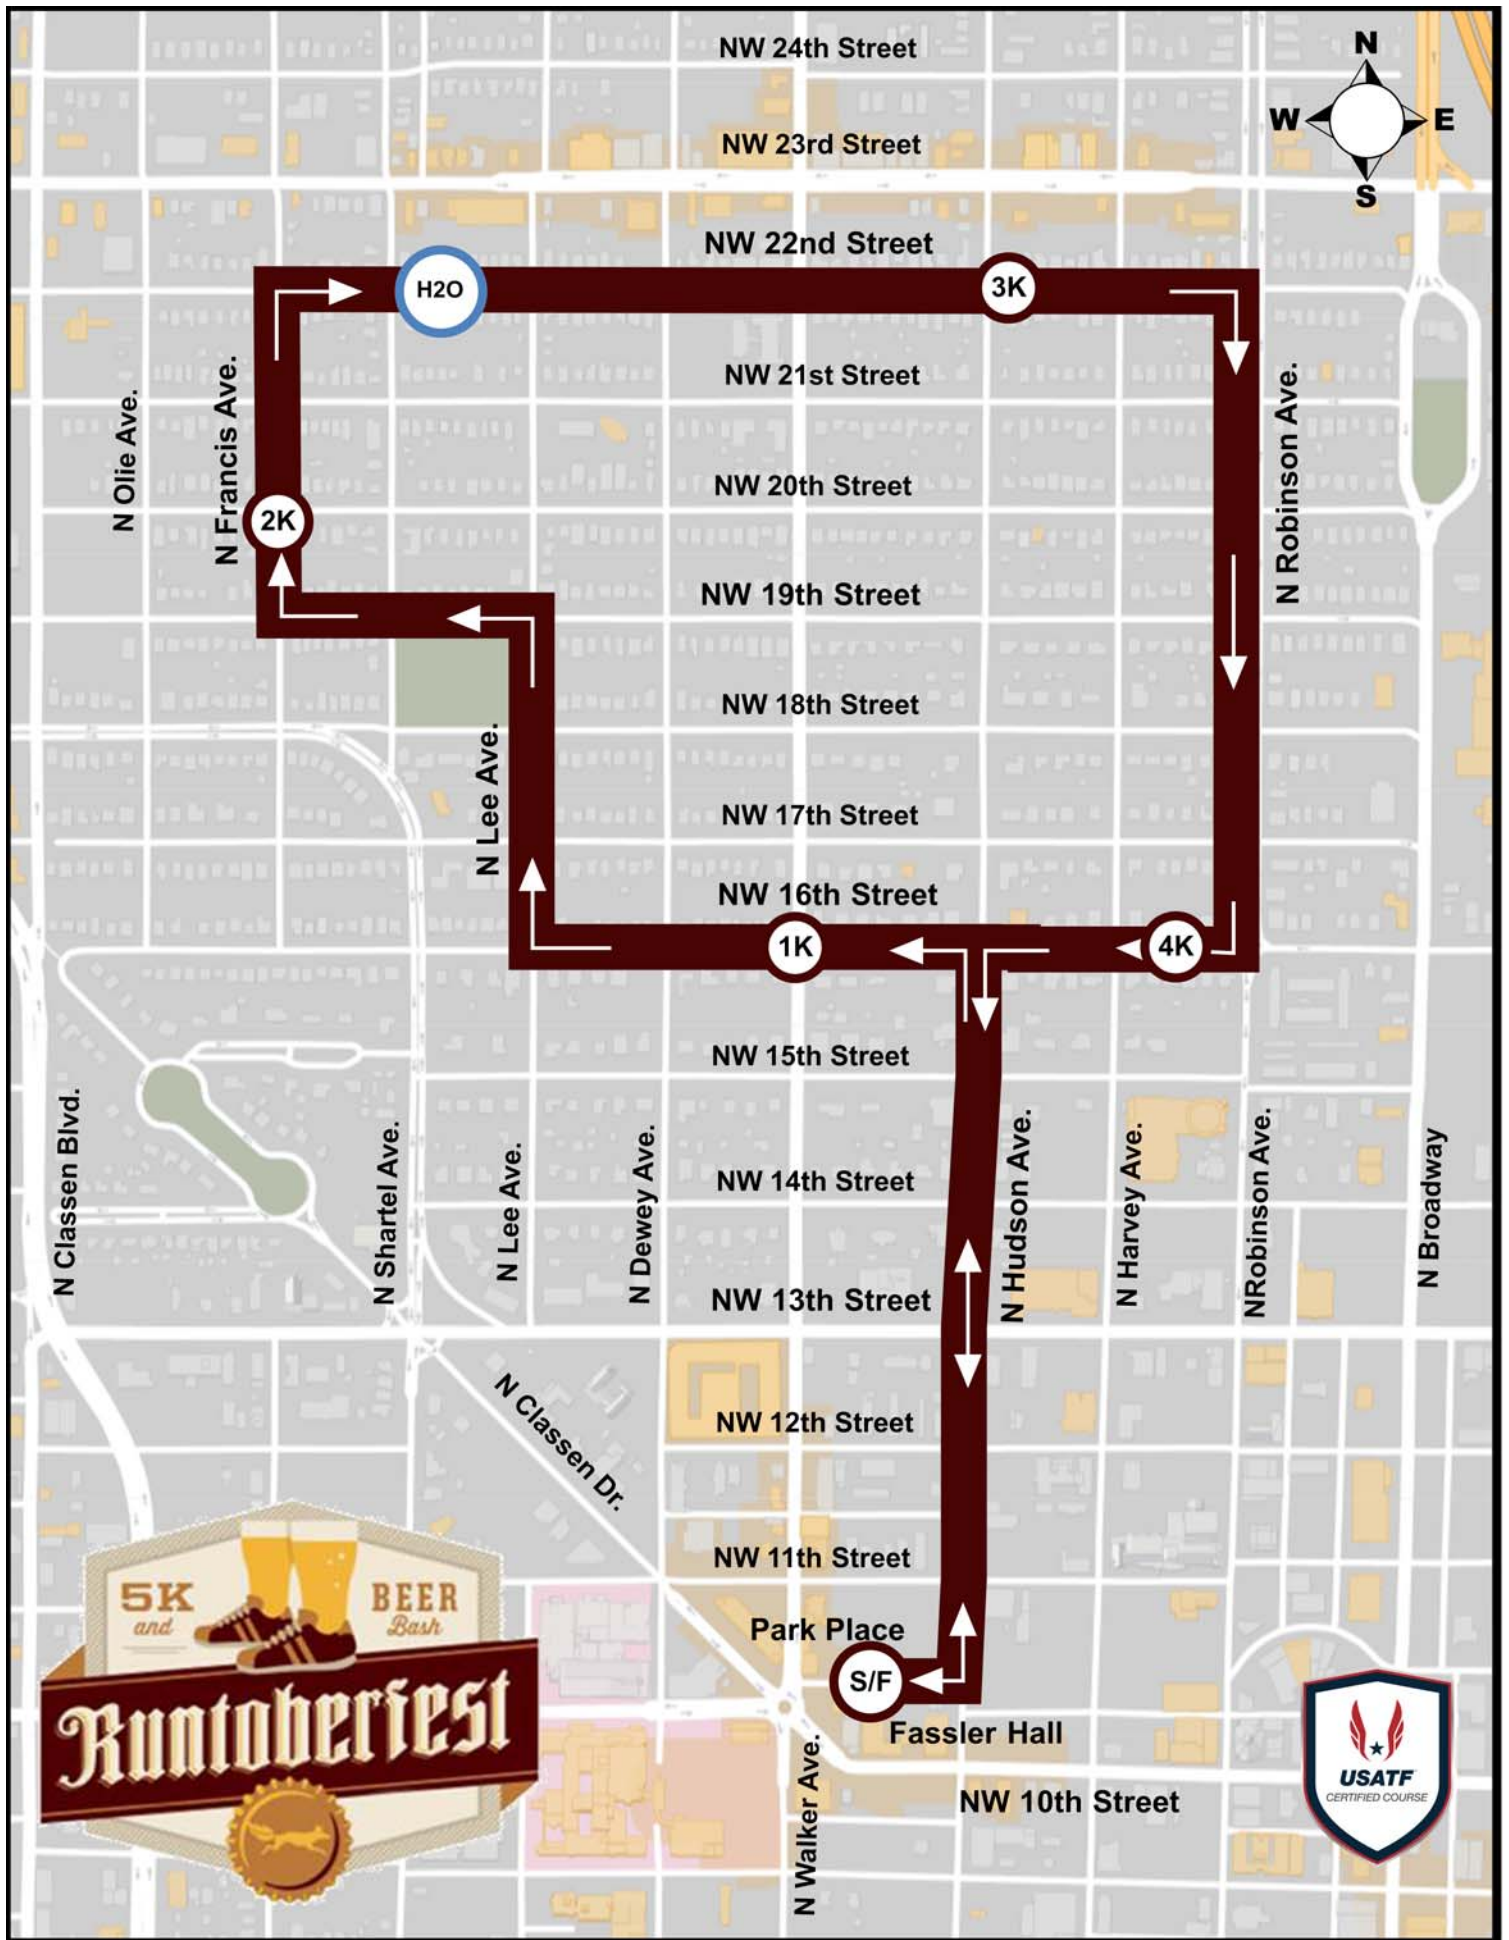 NW 24th Street
N
W
E
S
NW 23rd Street
NW 22nd Street
H2O
3K
NW 21st Street
N Olie Ave.
N Francis Ave.
N Robinson Ave.
NW 20th Street
2K
NW 19th Street
NW 18th Street
N Lee Ave.
NW 17th Street
NW 16th Street
1K
4K
NW 15th Street
N Classen Blvd.
N Shartel Ave.
N Lee Ave.
N Dewey Ave.
NW 14th Street
N Hudson Ave.
N Harvey Ave.
NRobinson Ave.
N Broadway
NW 13th Street
N Classen Dr.
NW 12th Street
NW 11th Street
Park Place
S/F
Fassler Hall
N Walker Ave.
NW 10th Street
5K
and
BEER
Bash
Runtoberfest
USATF
CERTIFIED COURSE